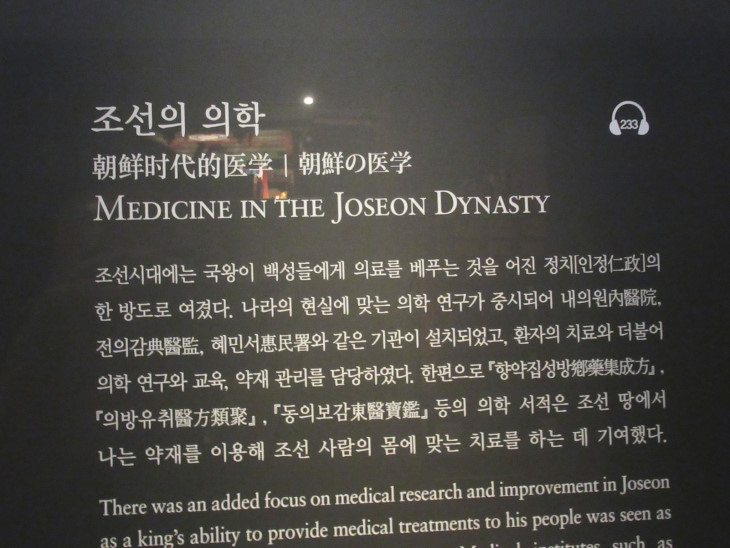 조선의 의학
233
朝鲜时代的医学 | 朝鮮の医学
MEDICINE IN THE JOSEON DYNASTY
조선시대에는 국왕이 백성들에게 의료를 베푸는 것을 어진 정치[인정仁政]의
한 방도로 여겼다. 나라의 현실에 맞는 의학 연구가 중시되어 내의원內醫院,
전의감典醫監, 혜민서惠民署와 같은 기관이 설치되었고, 환자의 치료와 더불어
의학 연구와 교육, 약재 관리를 담당하였다. 한편으로 『향약집성방鄕藥集成方』,
『의방유취醫方類聚』, 『동의보감東醫寶鑑』 등의 의학 서적은 조선 땅에서
나는 약재를 이용해 조선 사람의 몸에 맞는 치료를 하는 데 기여했다.
There was an added focus on medical research and improvement in Joseon
as a king's ability to provide medical treatments to his people was seen as
Medical institutes such as